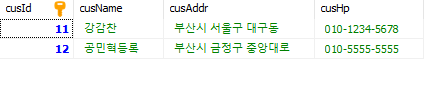 cusId cusName cusAddr cusHp
11 강감찬 부산시 서울구 대구동 010-1234-5678
12 공민혁등록 부산시 금정구 중앙대로 010-5555-5555